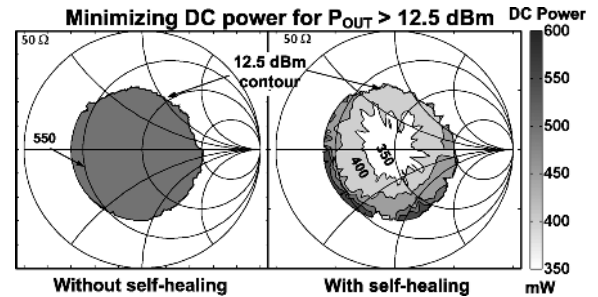 Minimizing DC power for POUT > 12.5 dBm
DC Power
50 Ω
50 Ω
12.5 dBm
contour
550
350
400
600
550
500
450
400
350
mW
Without self-healing
With self-healing